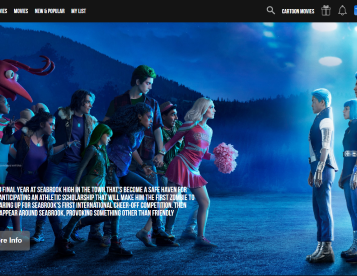 MOVIES NEW & POPULAR MY LIST CARTOON MOVIES
FINAL YEAR AT SEABROOK HIGH IN THE TOWN THAT'S BECOME A SAFE HAVEN FOR
ANTICIPATING AN ATHLETIC SCHOLARSHIP THAT WILL MAKE HIM THE FIRST ZOMBIE TO
EARING UP FOR SEABROOK'S FIRST INTERNATIONAL CHEER-OFF COMPETITION. THEN
APPEAR AROUND SEABROOK, PROVOKING SOMETHING OTHER THAN FRIENDLY
re Info